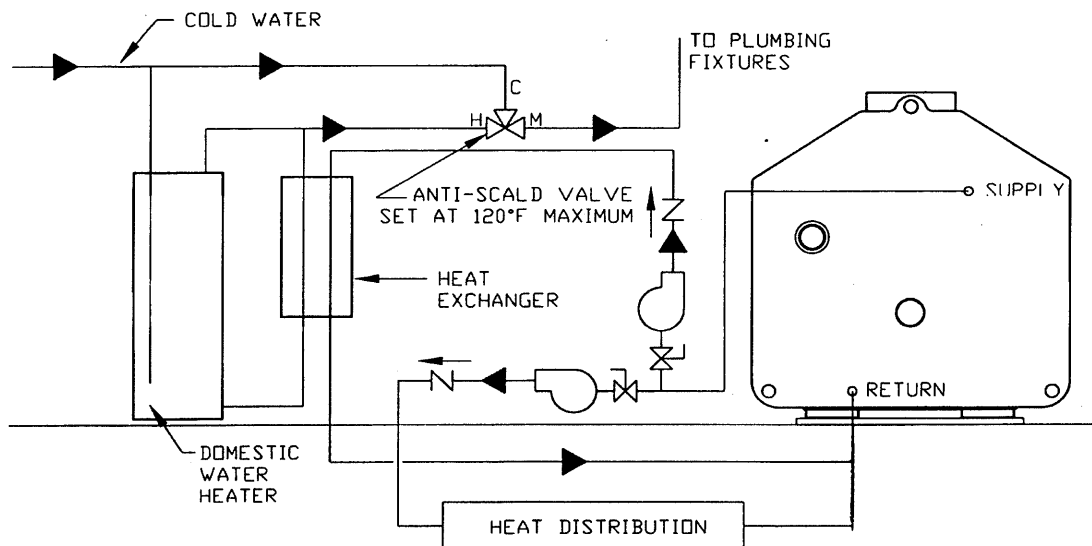 COLD WATER
TO PLUMBING
FIXTURES
C
H
M
ANTI-SCALD VALVE
SET AT 120°F MAXIMUM
SUPPLY
HEAT
EXCHANGER
RETURN
DOMESTIC
WATER
HEATER
HEAT DISTRIBUTION